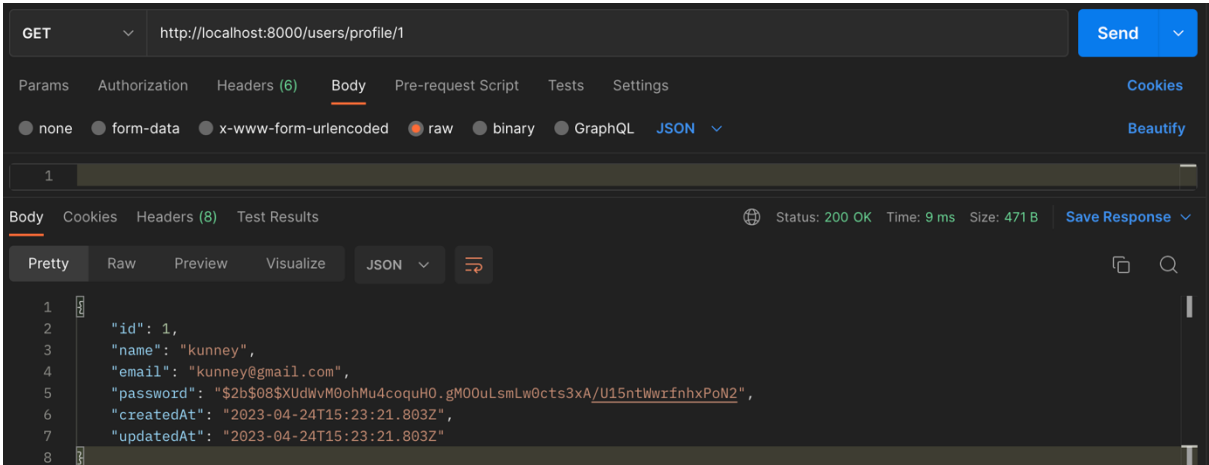 GET http://localhost:8000/users/profile/1 Send
Params Authorization Headers (6) Body Pre-request Script Tests Settings Cookies
none form-data x-www-form-urlencoded raw binary GraphQL JSON Beautify
1
Body Cookies Headers (8) Test Results Status: 200 OK Time: 9 ms Size: 471 B Save Response
Pretty Raw Preview Visualize JSON
1 {
2 "id": 1,
3 "name": "kunney",
4 "email": "kunney@gmail.com",
5 "password": "$2b$08$XUdWvM0ohMu4coquHO.gMOOuLsmLw0cts3xA/U15ntWwrfnhxPoN2",
6 "createdAt": "2023-04-24T15:23:21.803Z",
7 "updatedAt": "2023-04-24T15:23:21.803Z"
8 }